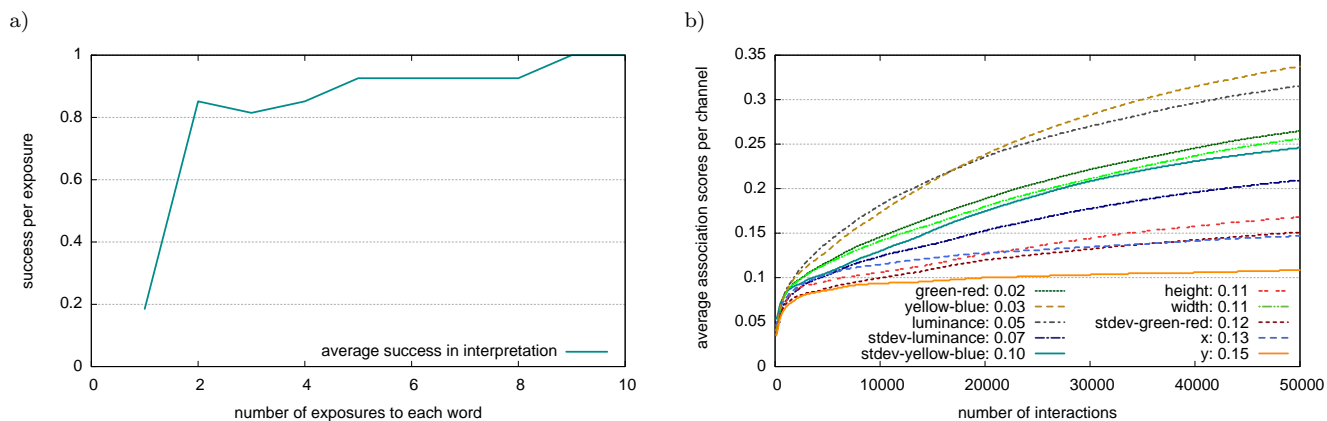 a)
1
0.8
0.6
0.4
0.2
0
success per exposure
average success in interpretation
0 2 4 6 8 10
number of exposures to each word
b)
0.35
0.3
0.25
0.2
0.15
0.1
0.05
0
average association scores per channel
green-red: 0.02
yellow-blue: 0.03
luminance: 0.05
stdev-luminance: 0.07
stdev-yellow-blue: 0.10
height: 0.11
width: 0.11
stdev-green-red: 0.12
x: 0.13
y: 0.15
0 10000 20000 30000 40000 50000
number of interactions